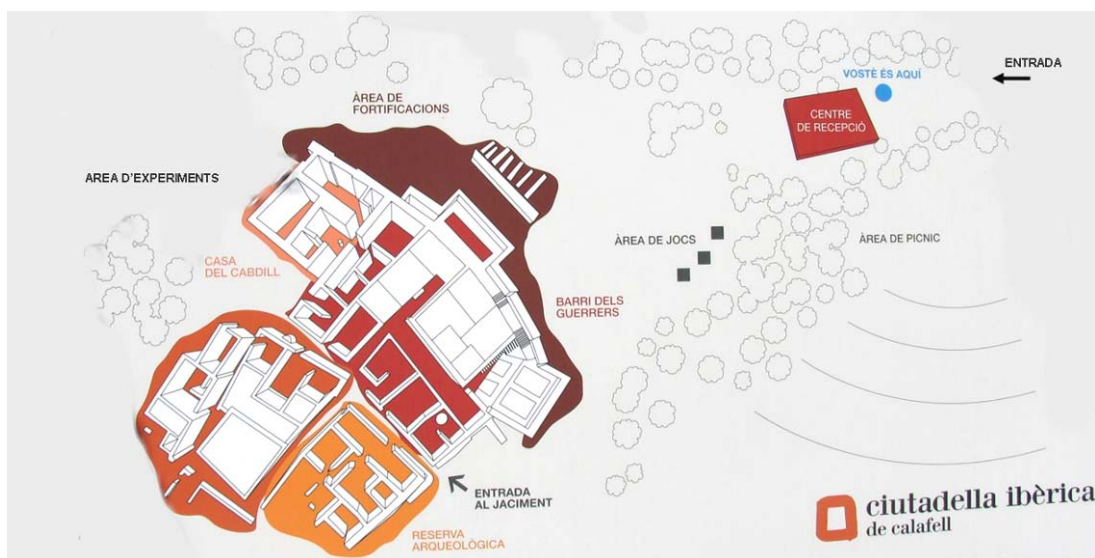 ÀREA DE
FORTIFICACIONS
VOSTÈ ÉS AQUÍ
ENTRADA
CENTRE
DE RECEPCIÓ
AREA D'EXPERIMENTS
CASA
DEL CABDILL
ÀREA DE JOCS
ÀREA DE PICNIC
BARRI DELS
GUERRERS
ENTRADA
AL JACIMENT
RESERVA
ARQUEOLÒGICA
ciutadella ibèrica
de calafell